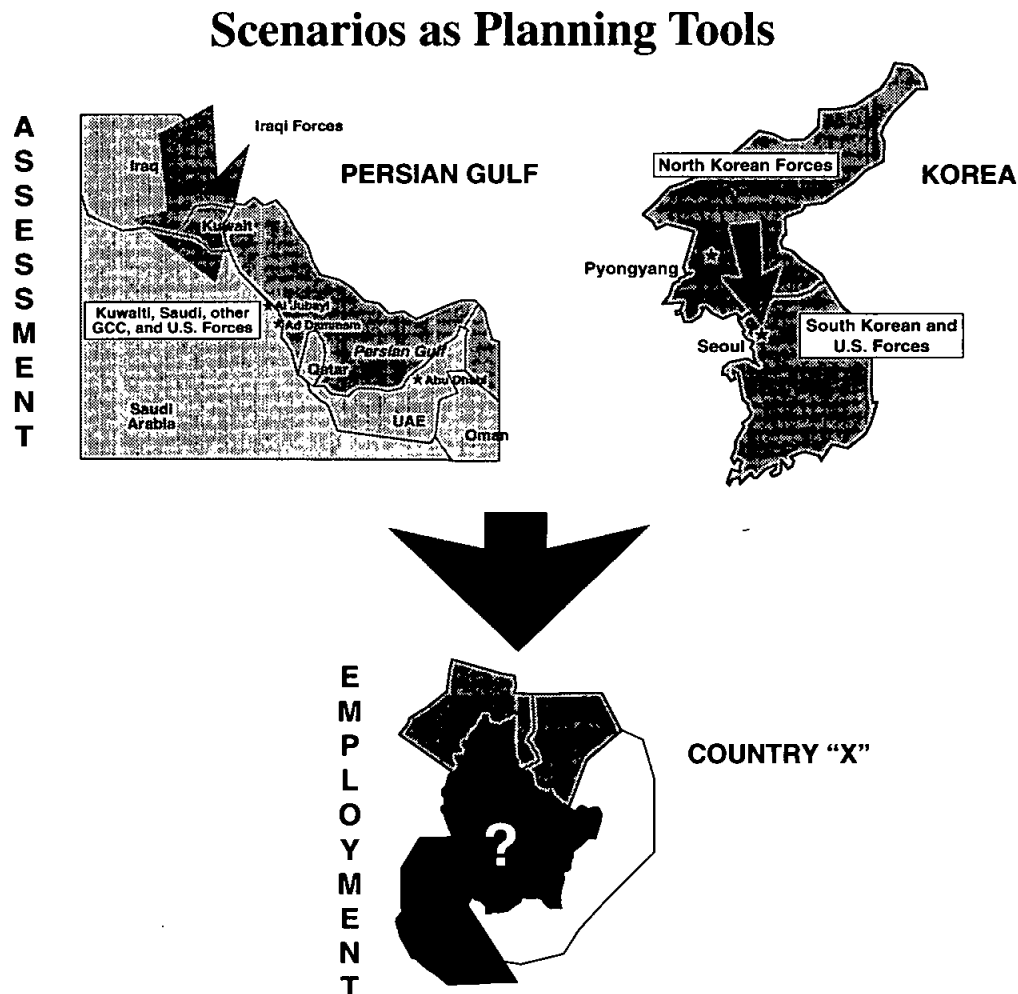 Scenarios as Planning Tools
ASSESSMENT
Iraqi Forces
Iraq
PERSIAN GULF
Kuwait
Kuwaiti, Saudi, other
GCC, and U.S. Forces
Al Jubayl
Ad Dammam
Persian Gulf
Qatar
Abu Dhabi
Saudi
Arabia
UAE
Oman
North Korean Forces
KOREA
Pyongyang
South Korean and
U.S. Forces
Seoul
EMPLOYMENT
COUNTRY “X”
?